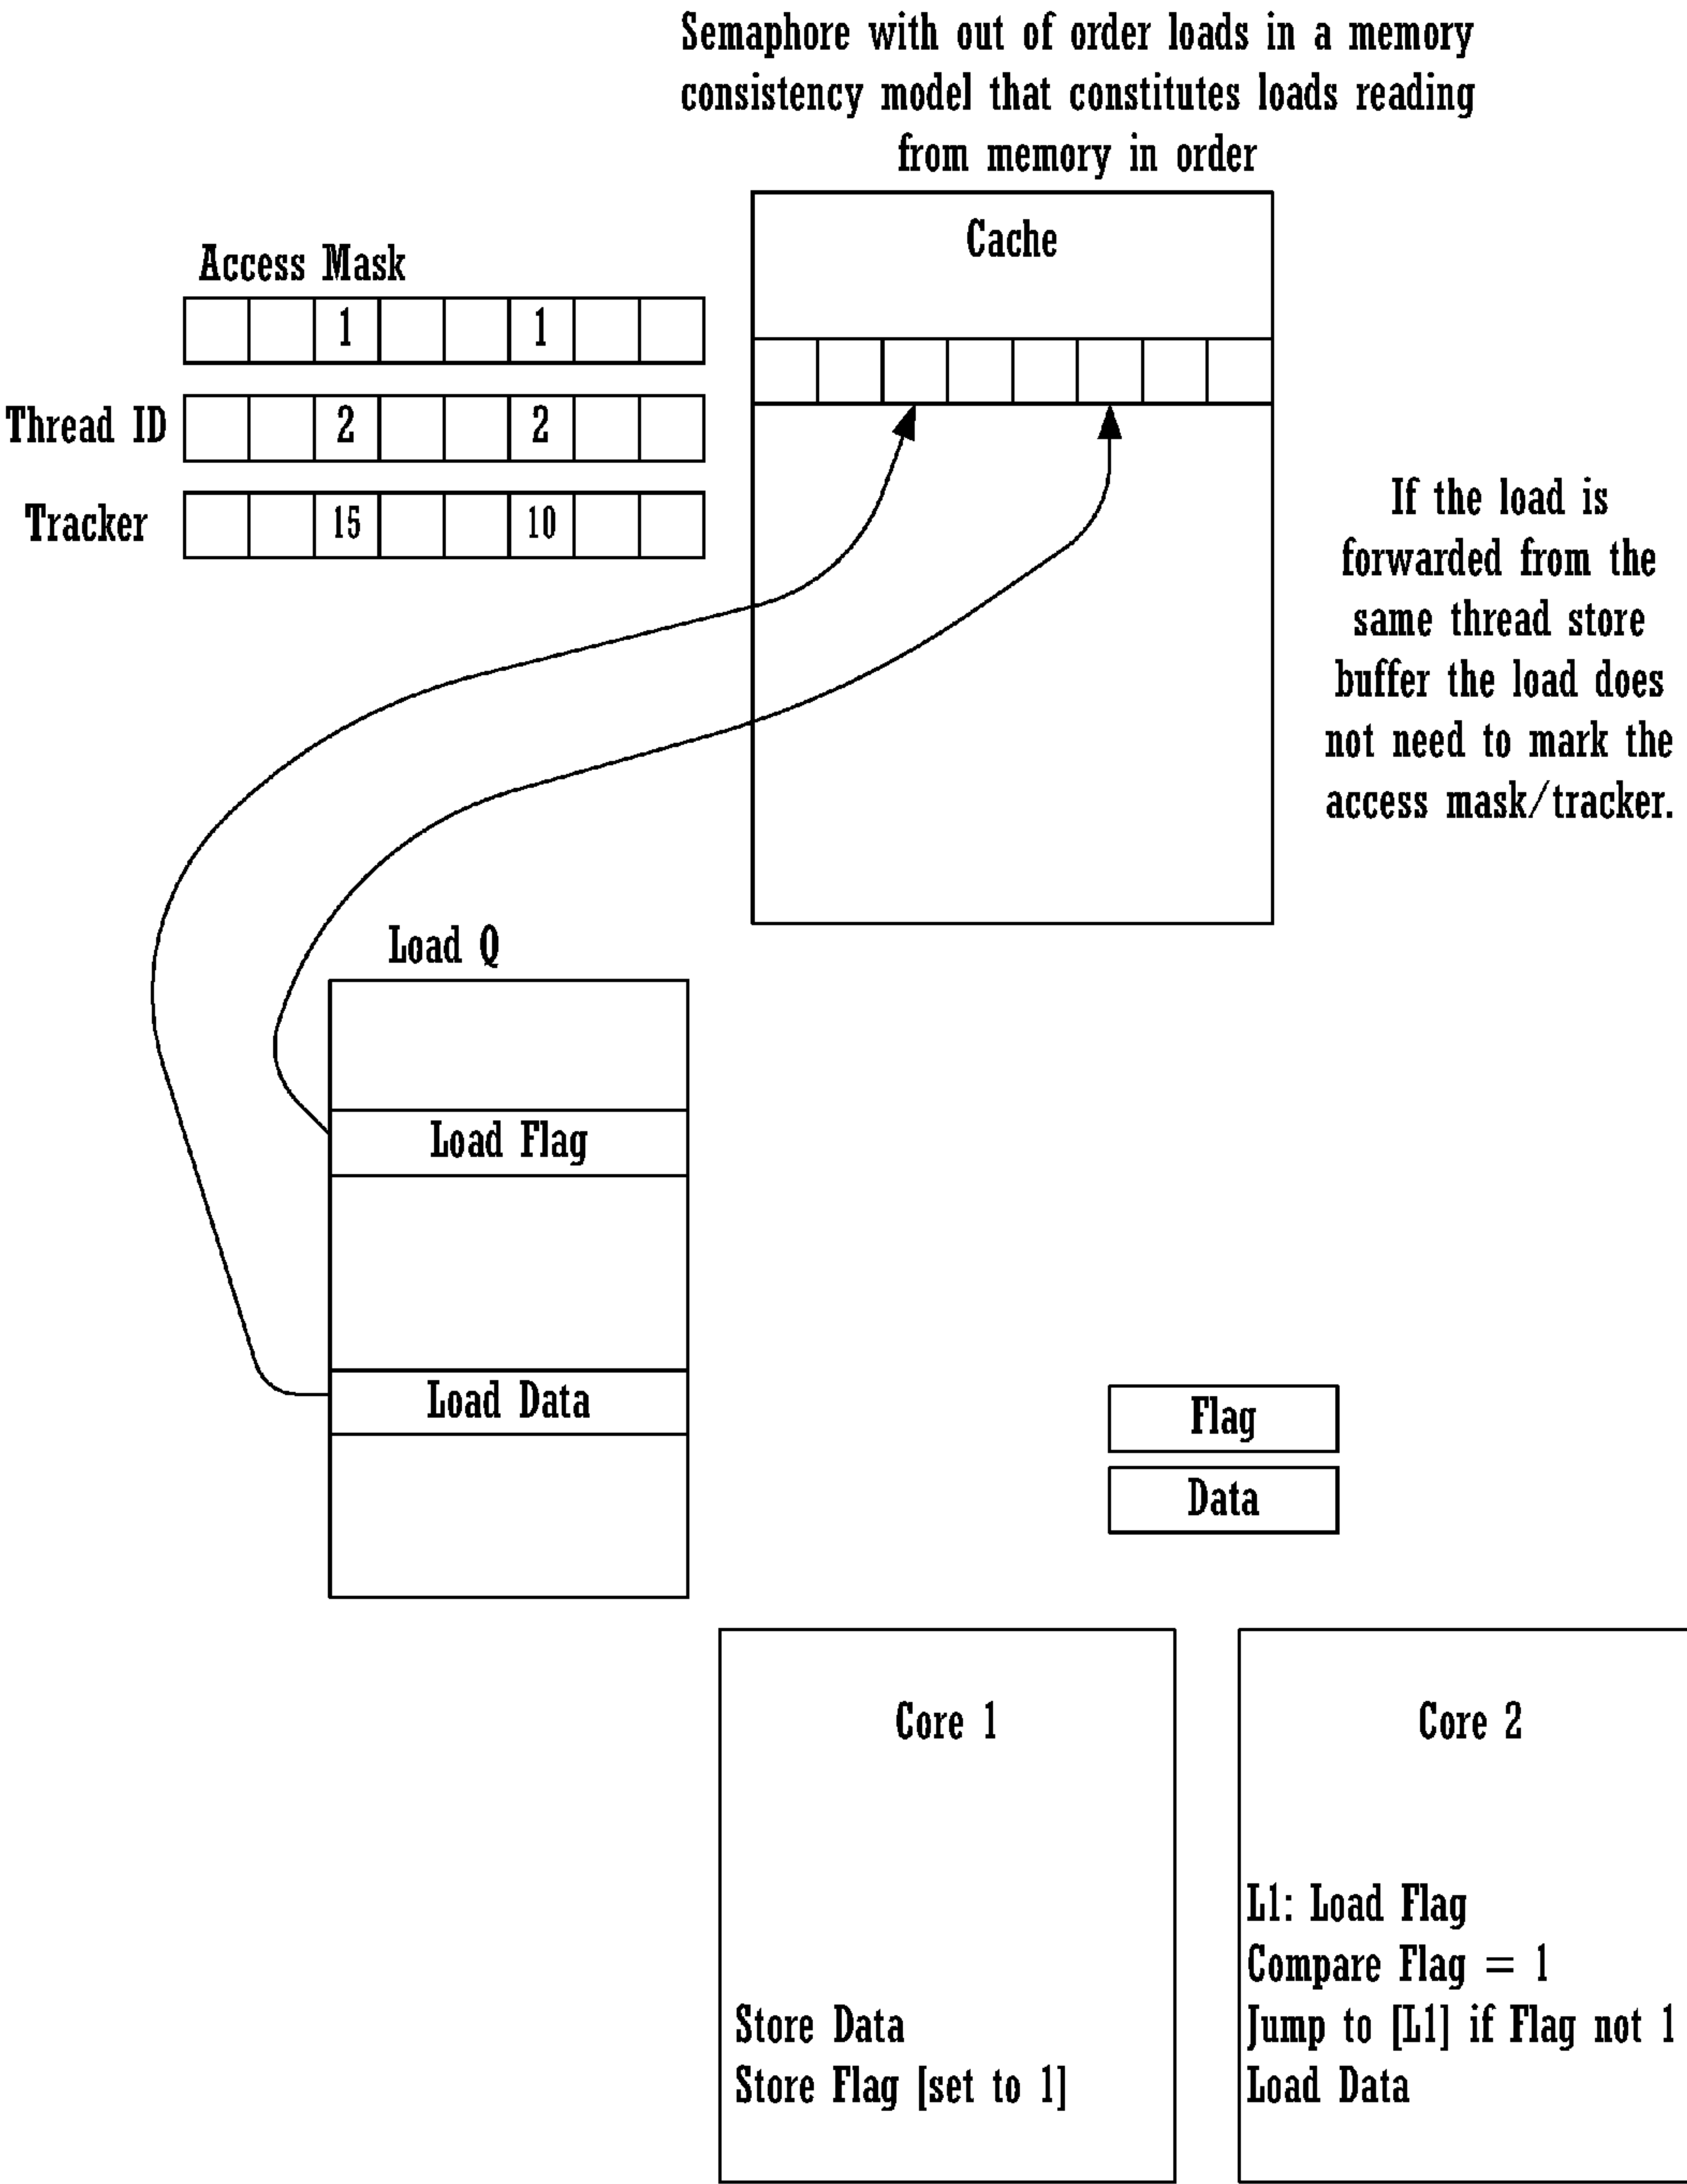 Semaphore with out of order loads in a memory
consistency model that constitutes loads reading
from memory in order
Cache
Access Mask
1 1
Thread ID 2 2
Tracker 15 10
If the load is
forwarded from the
same thread store
buffer the load does
not need to mark the
access mask/tracker.
Load Q
Load Flag
Load Data
Flag
Data
Core 1
Store Data
Store Flag [set to 1]
Core 2
L1: Load Flag
Compare Flag = 1
Jump to [L1] if Flag not 1
Load Data